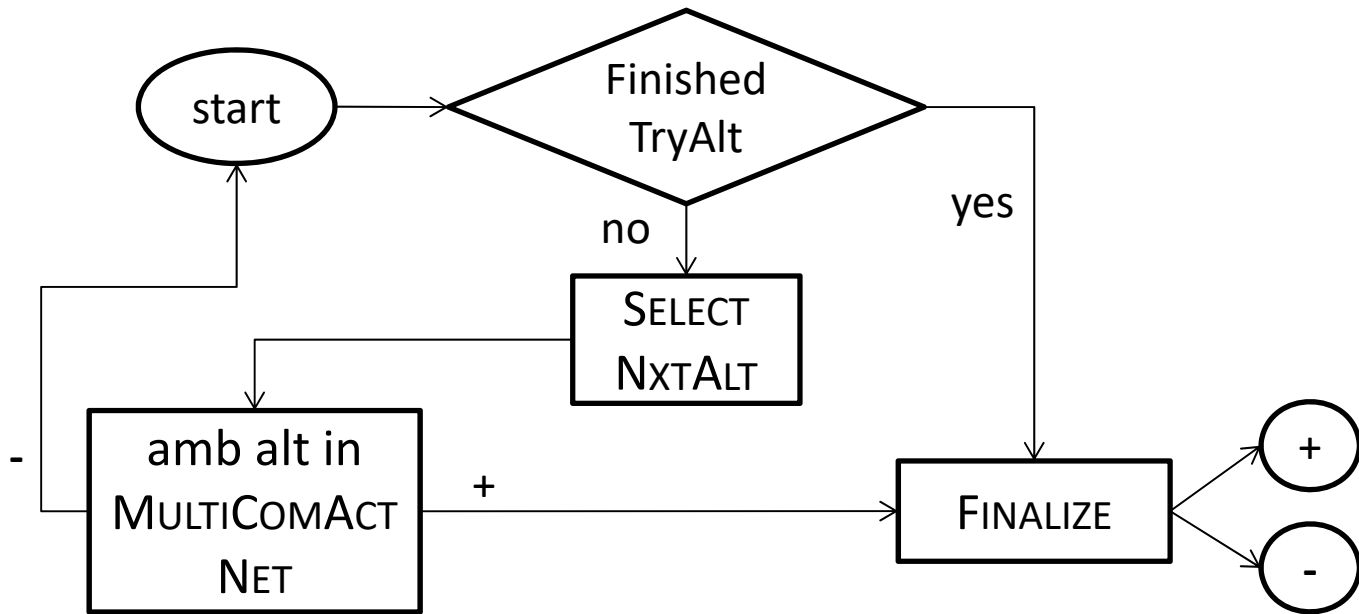 start
Finished
TryAlt
no
yes
SELECT
NXTALT
-
amb alt in
MULTICOMACT
NET
+
FINALIZE
+
-